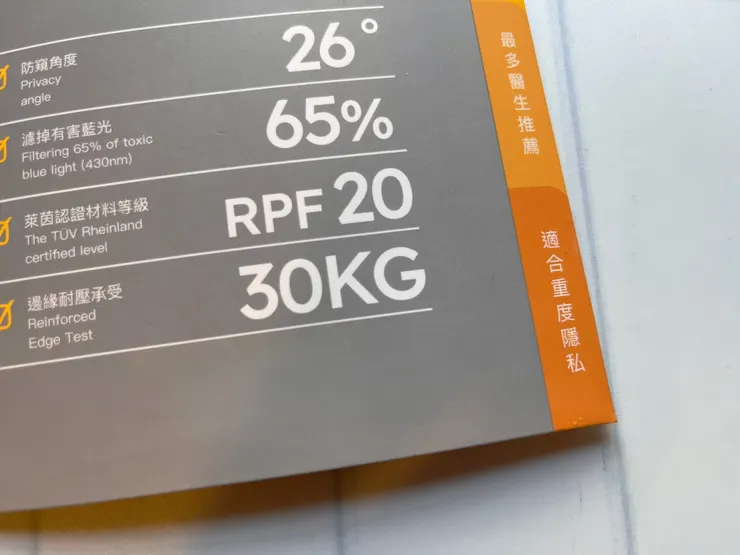 防窺角度
Privacy
angle
26°
濾掉有害藍光
Filtering 65% of toxic
blue light (430nm)
65%
萊茵認證材料等級
The TÜV Rheinland
certified level
RPF 20
邊緣耐壓承受
Reinforced
Edge Test
30KG
最多醫生推薦
適合重度隱私